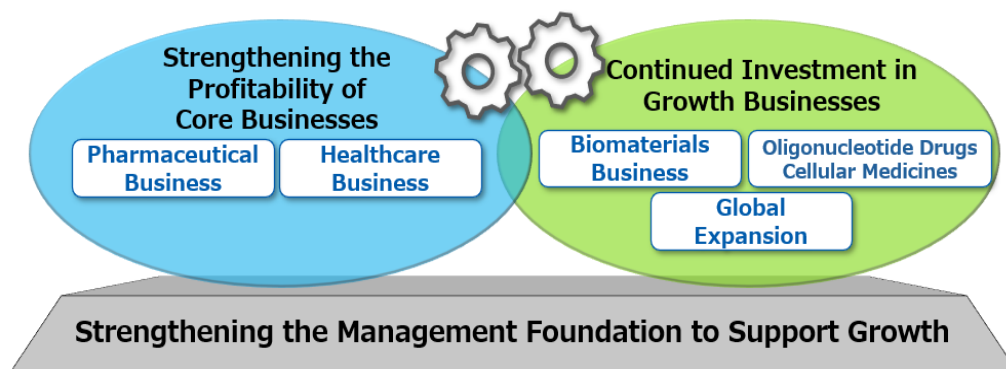 Strengthening the
Profitability of
Core Businesses
Pharmaceutical
Business
Healthcare
Business
Continued Investment in
Growth Businesses
Biomaterials
Business
Oligonucleotide Drugs
Cellular Medicines
Global
Expansion
Strengthening the Management Foundation to Support Growth